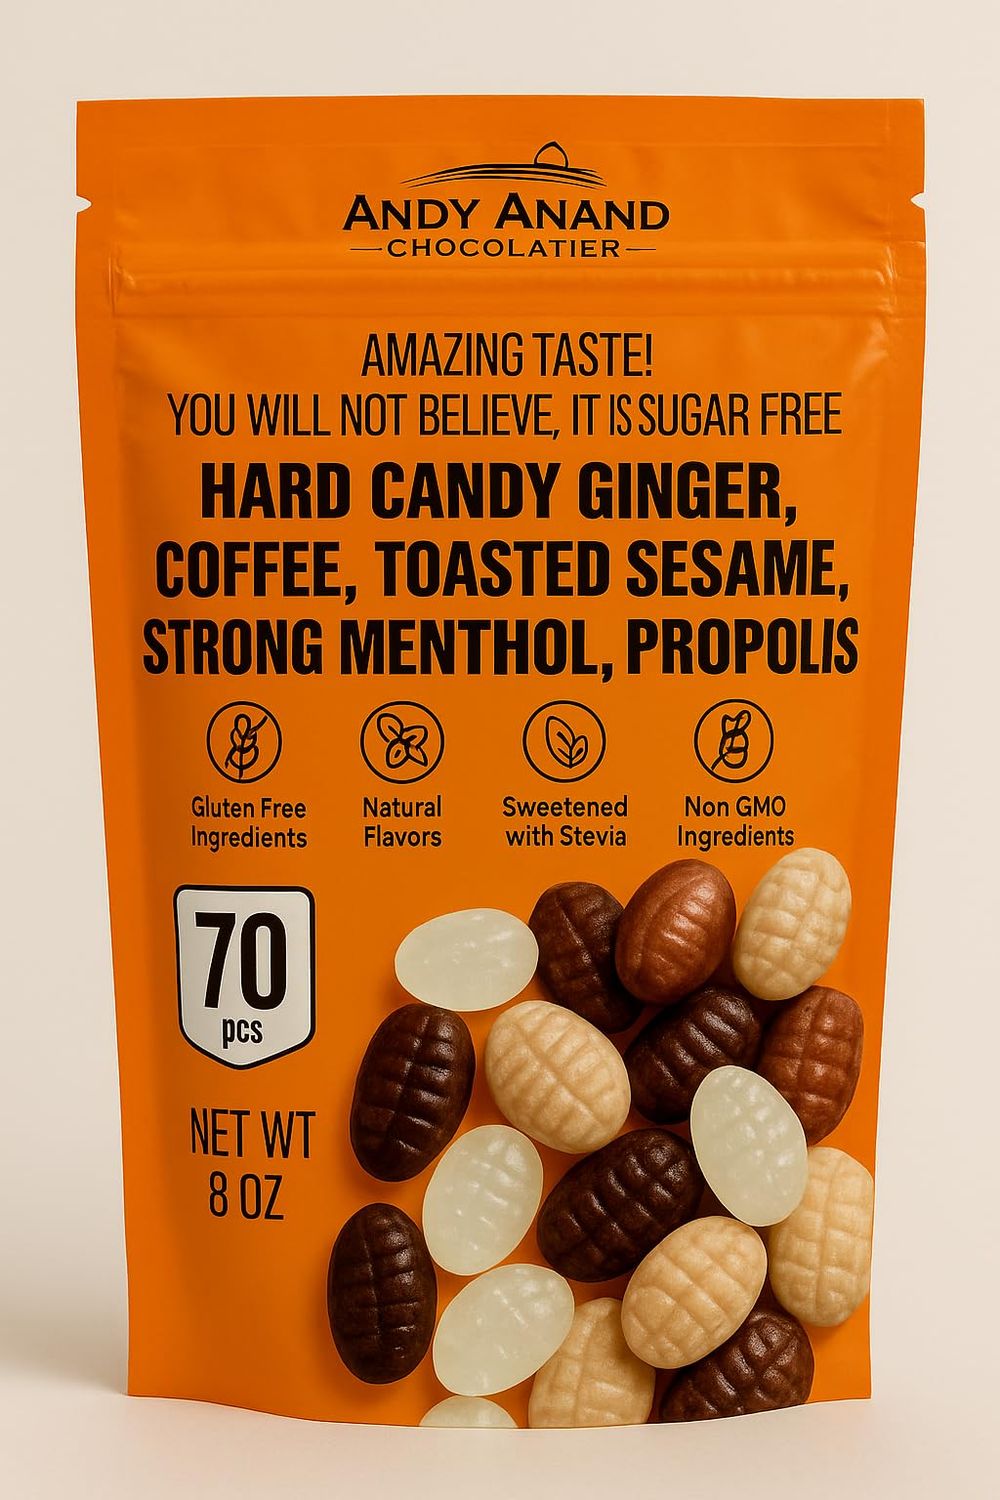 ANDY ANAND
CHOCOLATIER
AMAZING TASTE!
YOU WILL NOT BELIEVE, IT IS SUGAR FREE
HARD CANDY GINGER,
COFFEE, TOASTED SESAME,
STRONG MENTHOL, PROPOLIS
Gluten Free
Ingredients
Natural
Flavors
Sweetened
with Stevia
Non GMO
Ingredients
70
pcs
NET WT
8 OZ